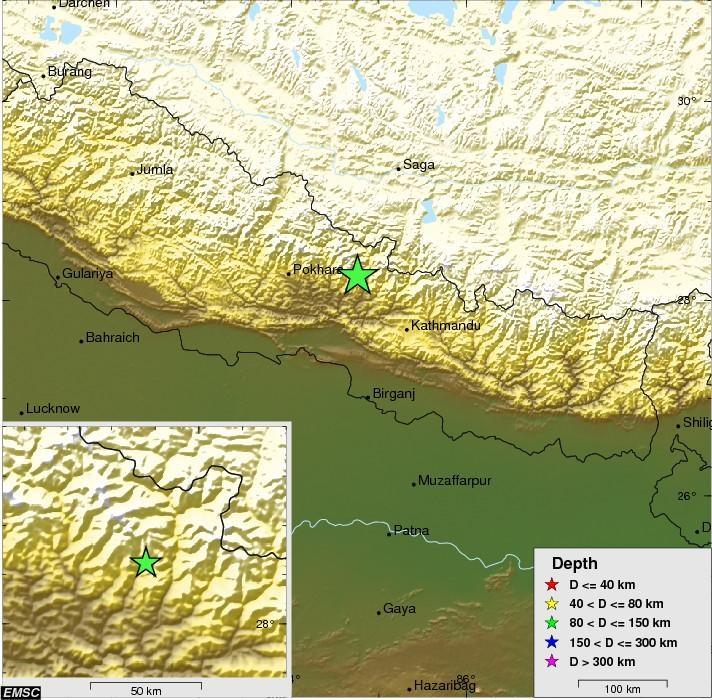 Darchen
Burang
30°
Saga
Jumla
Pokhara
Gulariya
28°
Kathmandu
Bahraich
Birganj
Lucknow
Shilig
Muzaffarpur
26°
Patna
D
Depth
D <= 40 km
40 < D <= 80 km
80 < D <= 150 km
150 < D <= 300 km
D > 300 km
100 km
Gaya
28°
86°
Hazaribag
50 km
EMSC